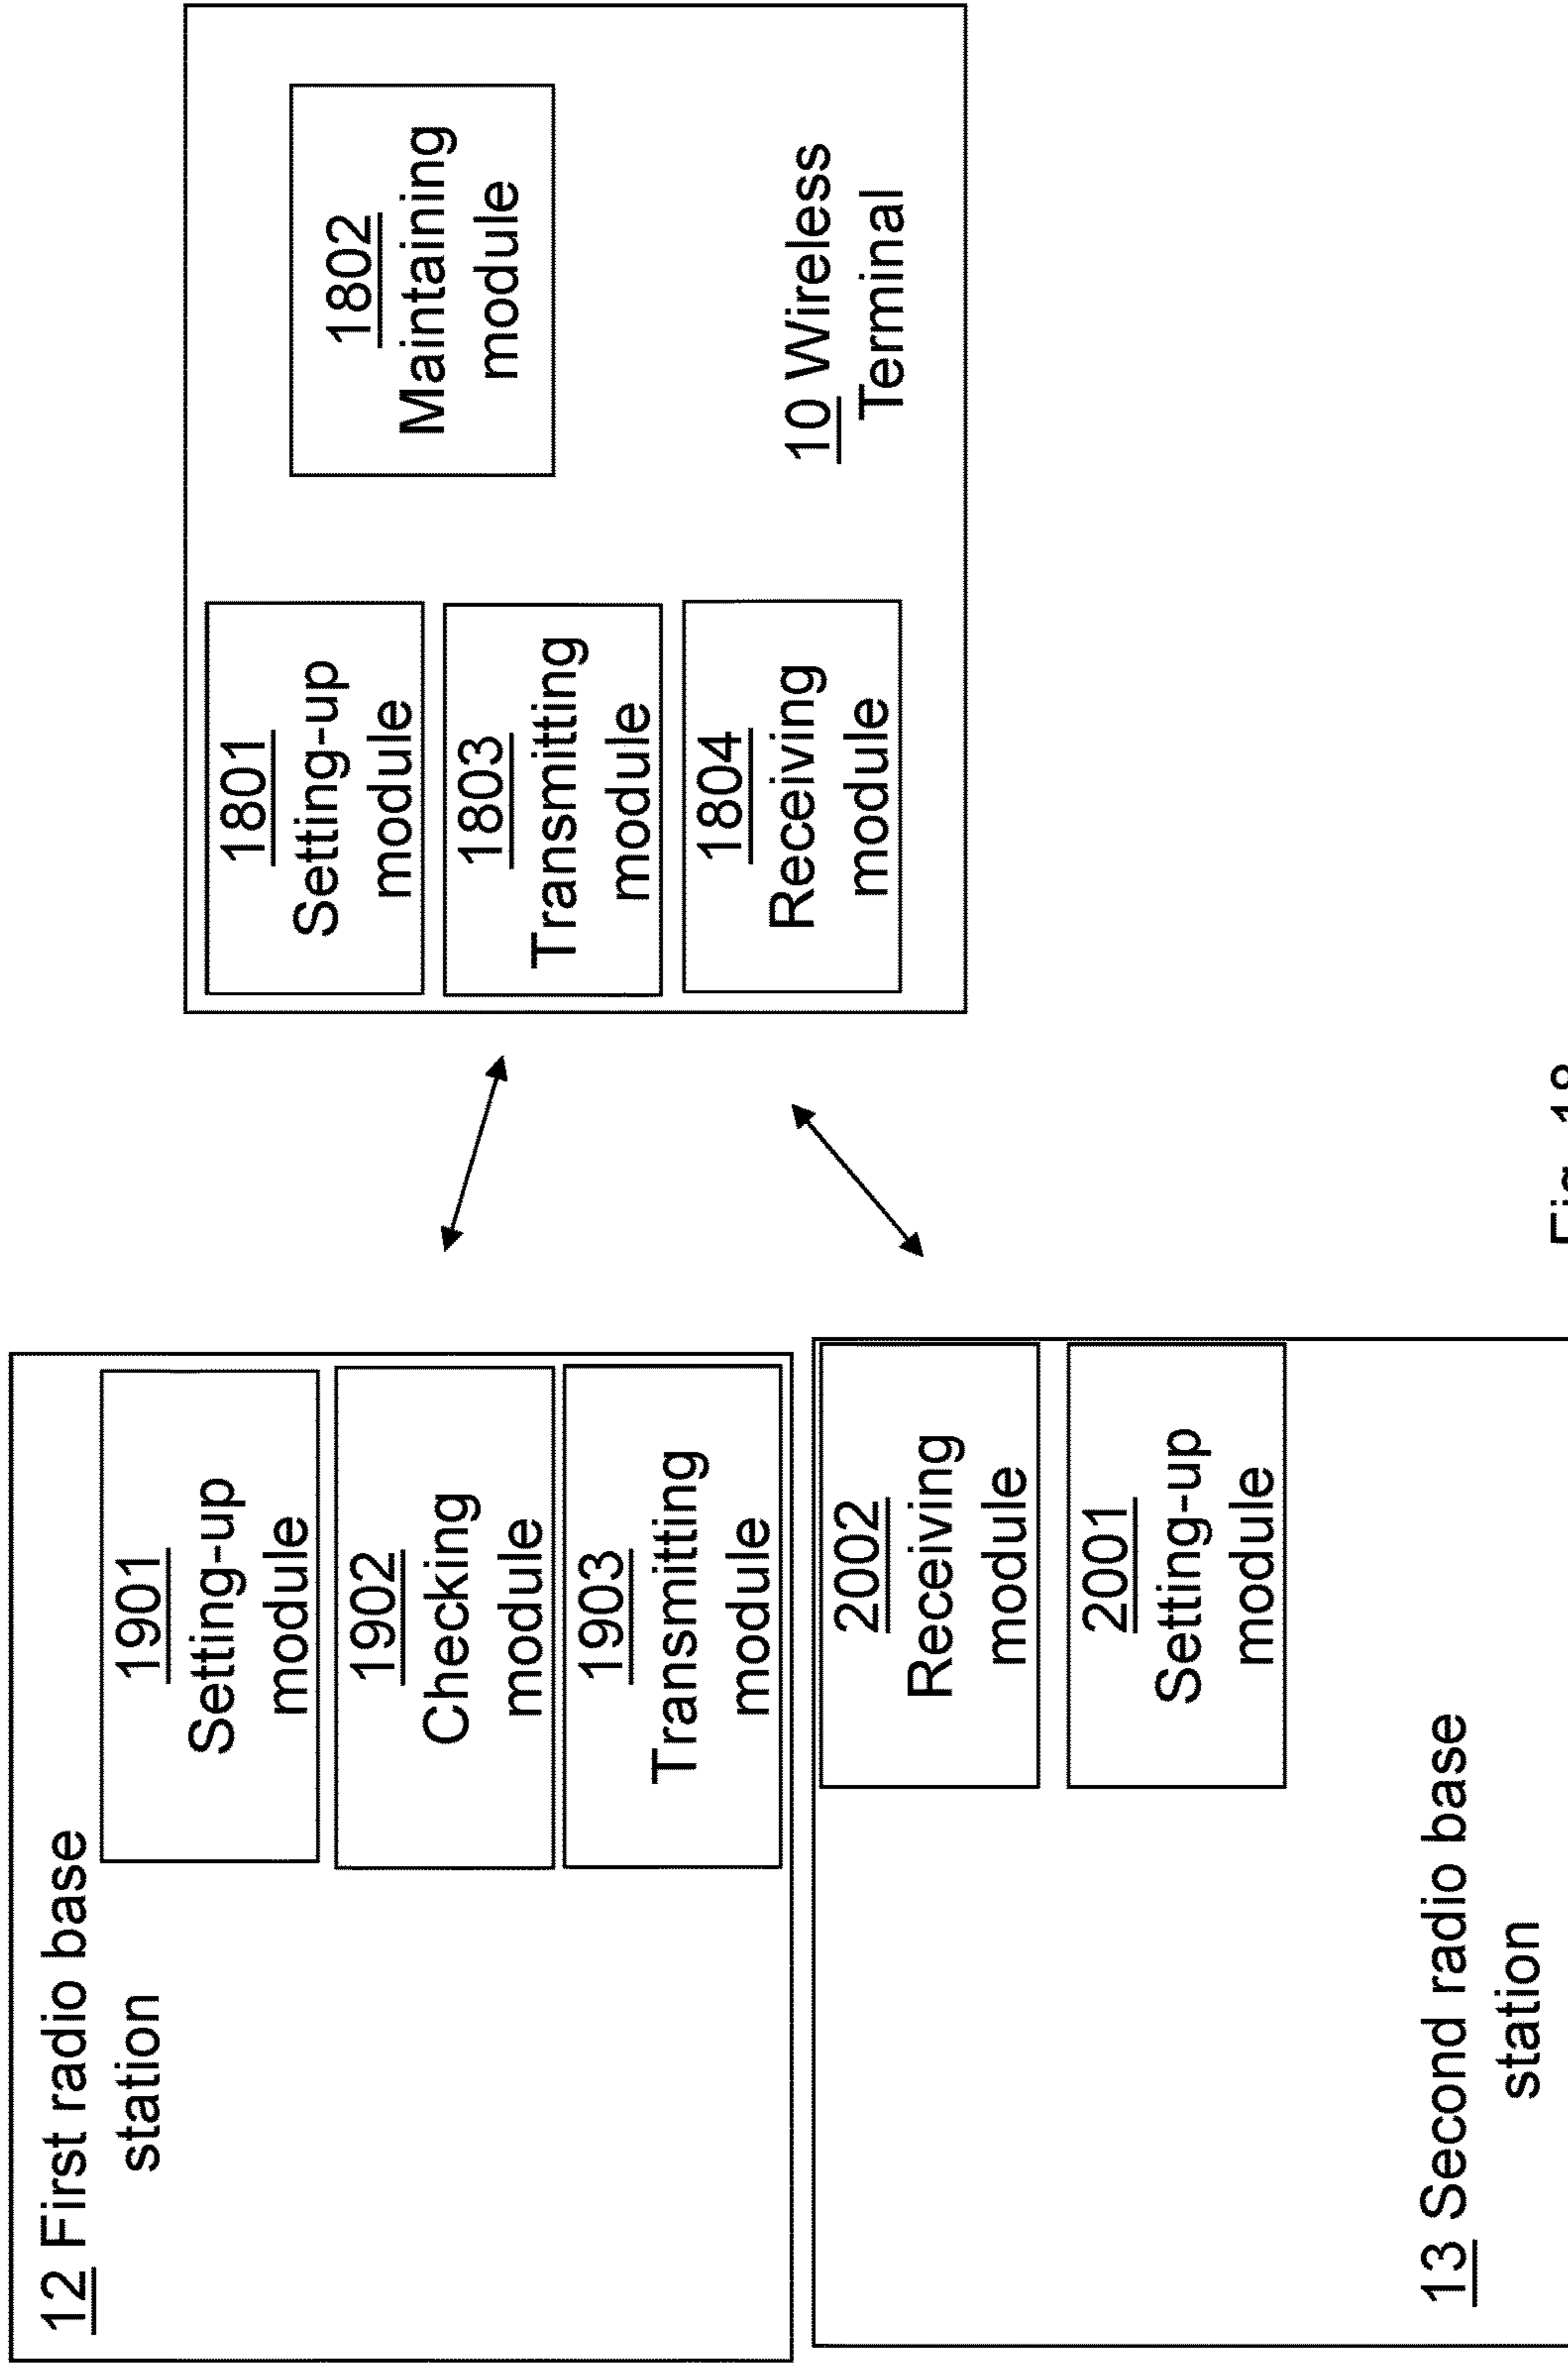 12 First radio base
station
1901
Setting-up
module
1902
Checking
module
1903
Transmitting
module
2002
Receiving
module
2001
Setting-up
module
13 Second radio base
station
1801
Setting-up
module
1803
Transmitting
module
1804
Receiving
module
1802
Maintaining
module
10 Wireless
Terminal
Fig. 18